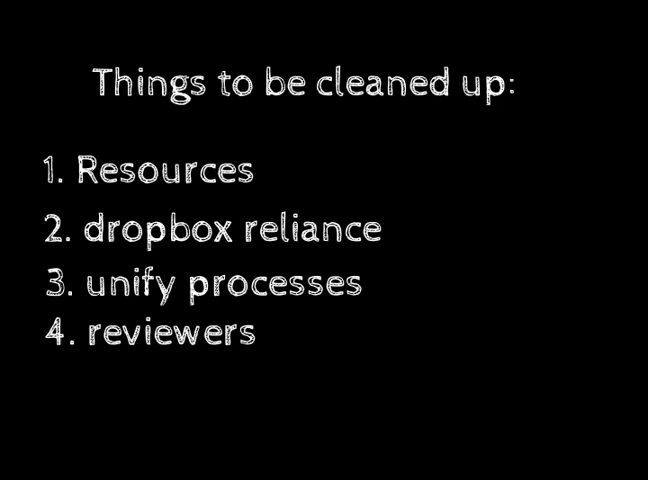 Things to be cleaned up:
1. Resources
2. dropbox reliance
3. unify processes
4. reviewers